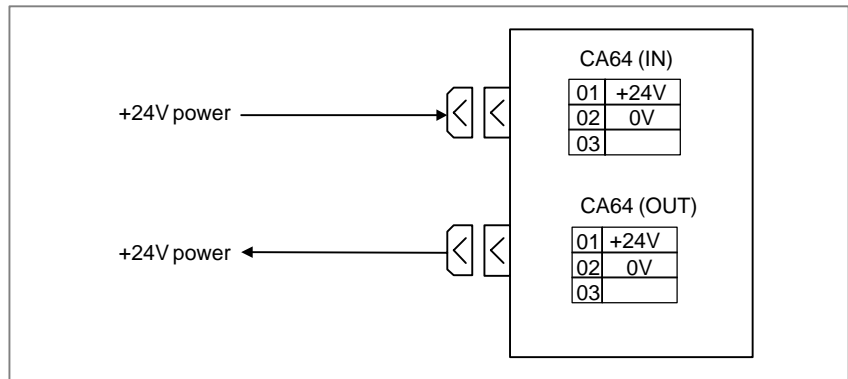 CA64 (IN)
01 +24V
02 0V
03
+24V power
CA64 (OUT)
01 +24V
02 0V
03
+24V power